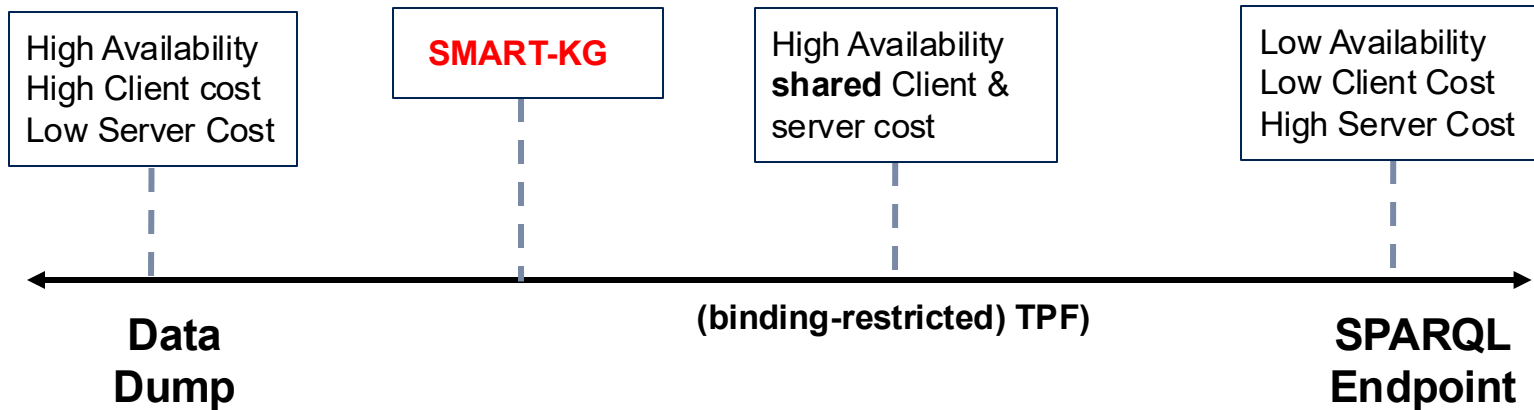 High Availability
High Client cost
Low Server Cost
SMART-KG
High Availability
shared Client &
server cost
Low Availability
Low Client Cost
High Server Cost
(binding-restricted) TPF)
Data
Dump
SPARQL
Endpoint